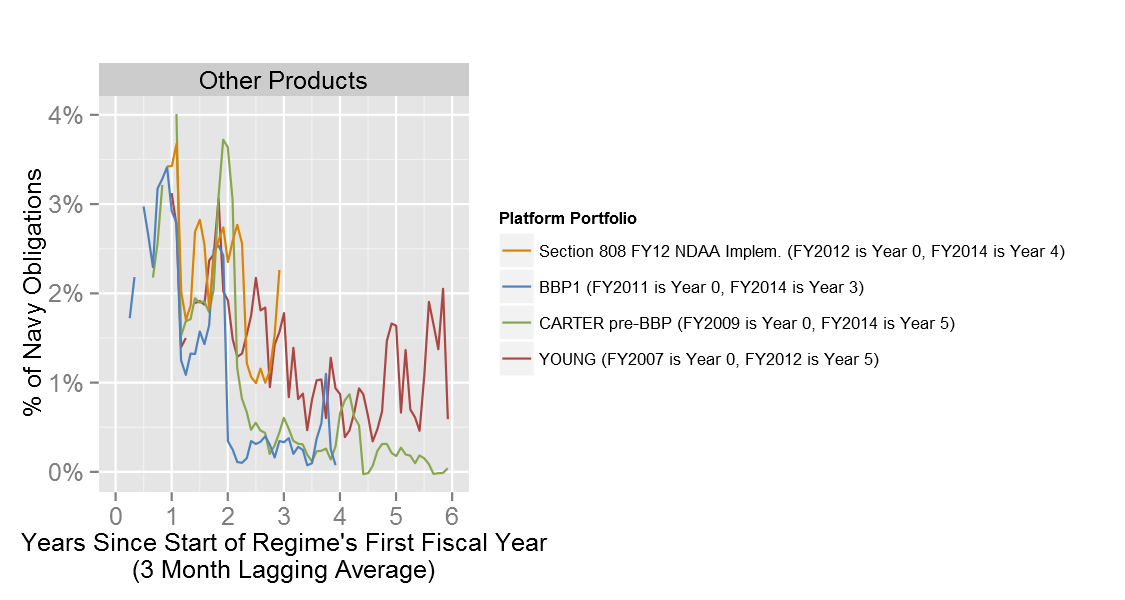 Other Products
4%
3%
2%
1%
0%
% of Navy Obligations
0 1 2 3 4 5 6
Years Since Start of Regime's First Fiscal Year
(3 Month Lagging Average)
Platform Portfolio
Section 808 FY12 NDAA Implem. (FY2012 is Year 0, FY2014 is Year 4)
BBP1 (FY2011 is Year 0, FY2014 is Year 3)
CARTER pre-BBP (FY2009 is Year 0, FY2014 is Year 5)
YOUNG (FY2007 is Year 0, FY2012 is Year 5)